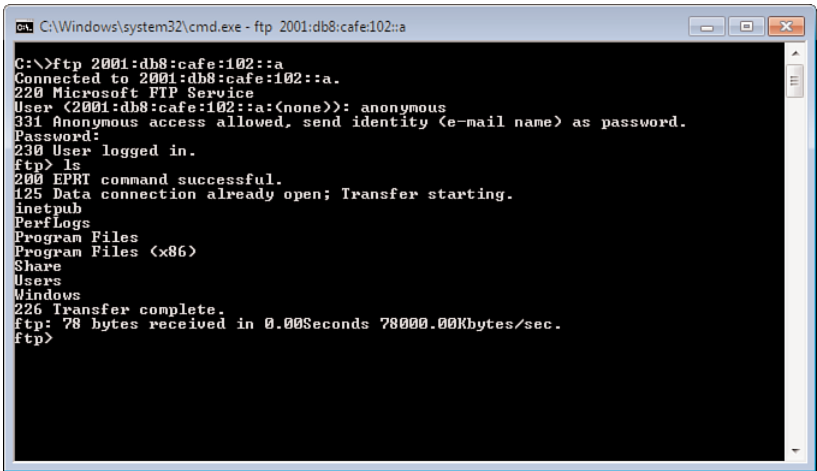 C:\Windows\system32\cmd.exe - ftp 2001:db8:cafe:102::a
C:\>ftp 2001:db8:cafe:102::a
Connected to 2001:db8:cafe:102::a.
220 Microsoft FTP Service
User (2001:db8:cafe:102::a:(none)): anonymous
331 Anonymous access allowed, send identity (e-mail name) as password.
Password:
230 User logged in.
ftp> ls
200 EPRT command successful.
125 Data connection already open; Transfer starting.
inetpub
PerfLogs
Program Files
Program Files (x86)
Share
Users
Windows
226 Transfer complete.
ftp: 78 bytes received in 0.00Seconds 78000.00Kbytes/sec.
ftp>